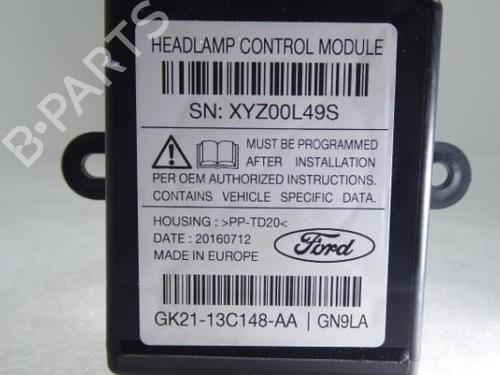 HEADLAMP CONTROL MODULE
SN: XYZ00L49S
MUST BE PROGRAMMED
AFTER INSTALLATION
PER OEM AUTHORIZED INSTRUCTIONS.
CONTAINS VEHICLE SPECIFIC DATA.
HOUSING : >PP-TD20<
DATE : 20160712
MADE IN EUROPE
Ford
GK21-13C148-AA | GN9LA